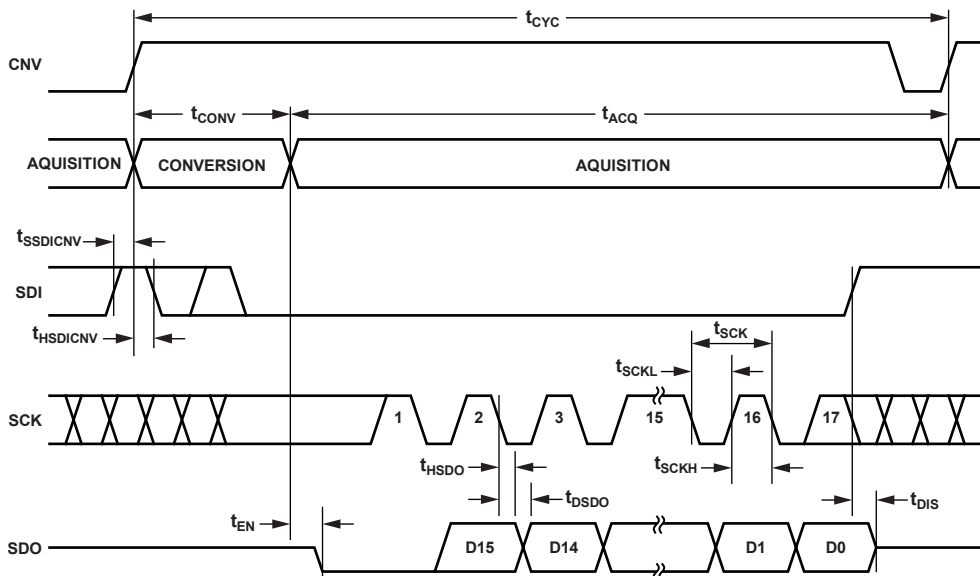 tCYC
CNV
tCONV
tACQ
AQUISITION
CONVERSION
AQUISITION
tSSDICNV
SDI
tHSDICNV
tSCK
tSCKL
SCK
1
2
3
15
16
17
tHSDO
tSCKH
tDSDO
tEN
tDIS
SDO
D15
D14
D1
D0